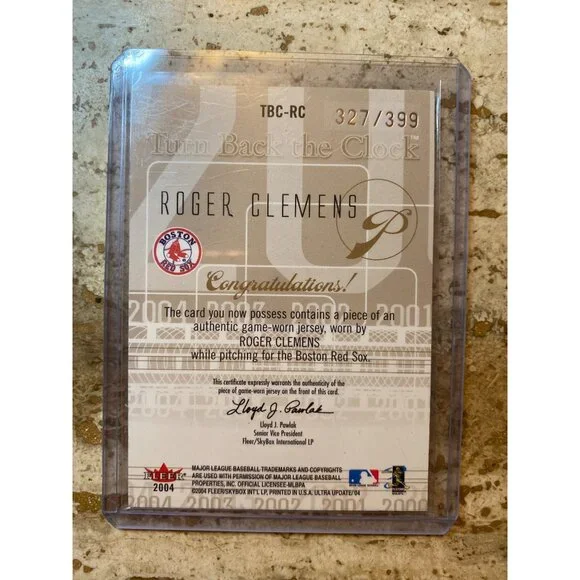 TBC-RC
327/399
Turn Back the Clock™
ROGER CLEMENS
P
BOSTON
RED SOX
Congratulations!
2004 2003 2002 2001
The card you now possess contains a piece of an
authentic game-worn jersey, worn by
ROGER CLEMENS
while pitching for the Boston Red Sox.
This certificate expressly warrants the authenticity of the
piece of game-worn jersey on the front of this card.
Lloyd J. Pawlak
Lloyd J. Pawlak
Senior Vice President
Fleer/SkyBox International LP
FLEER
2004
MAJOR LEAGUE BASEBALL TRADEMARKS AND COPYRIGHTS
ARE USED WITH PERMISSION OF MAJOR LEAGUE BASEBALL
PROPERTIES, INC. OFFICIAL LICENSEE-MLBPA
©2004 FLEER/SKYBOX INT'L LP, PRINTED IN U.S.A. ULTRA UPDATE/'04